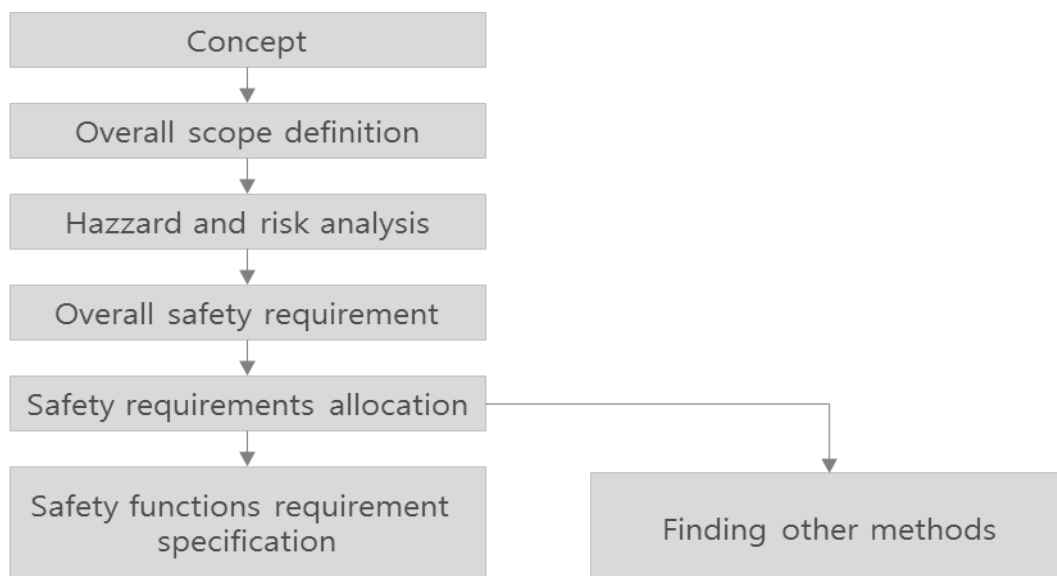 Concept
Overall scope definition
Hazzard and risk analysis
Overall safety requirement
Safety requirements allocation
Safety functions requirement
specification
Finding other methods